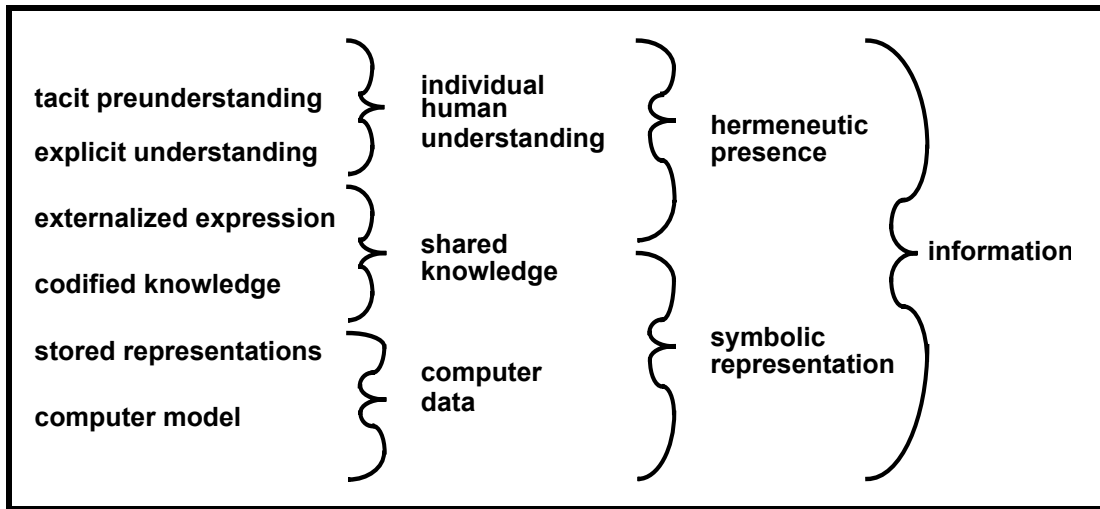 tacit preunderstanding
explicit understanding
externalized expression
codified knowledge
stored representations
computer model
individual
human
understanding
shared
knowledge
computer
data
hermeneutic
presence
symbolic
representation
information